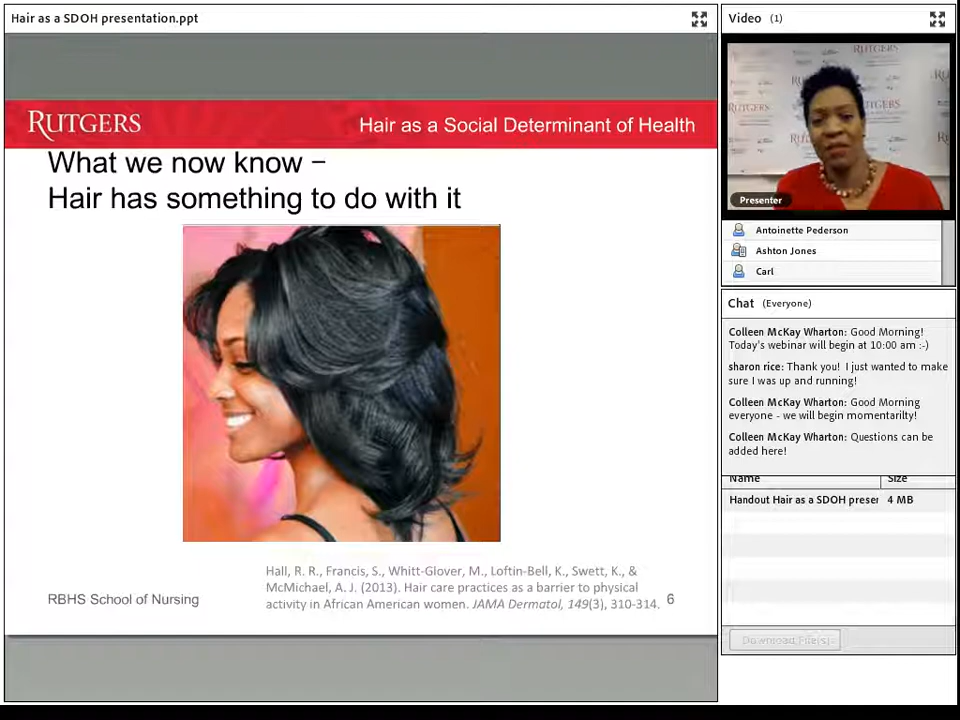 Hair as a SDOH presentation.ppt
RUTGERS
Hair as a Social Determinant of Health
What we now know –
Hair has something to do with it
Hall, R. R., Francis, S., Whitt-Glover, M., Loftin-Bell, K., Swett, K., &
McMichael, A. J. (2013). Hair care practices as a barrier to physical
activity in African American women. JAMA Dermatol, 149(3), 310-314.
RBHS School of Nursing
6
Video (1)
RUTGERS
RUTGERS
Presenter
Antoinette Pederson
Ashton Jones
Carl
Chat (Everyone)
Colleen McKay Wharton: Good Morning!
Today's webinar will begin at 10:00 am :-)
sharon rice: Thank you! I just wanted to make
sure I was up and running!
Colleen McKay Wharton: Good Morning
everyone - we will begin momentarilty!
Colleen McKay Wharton: Questions can be
added here!
Name Size
Handout Hair as a SDOH preser 4 MB
Download File(s)